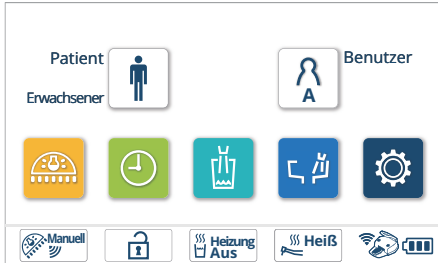 Patient
Erwachsener
Benutzer
A
Manuell
Heizung
Aus
Heiß